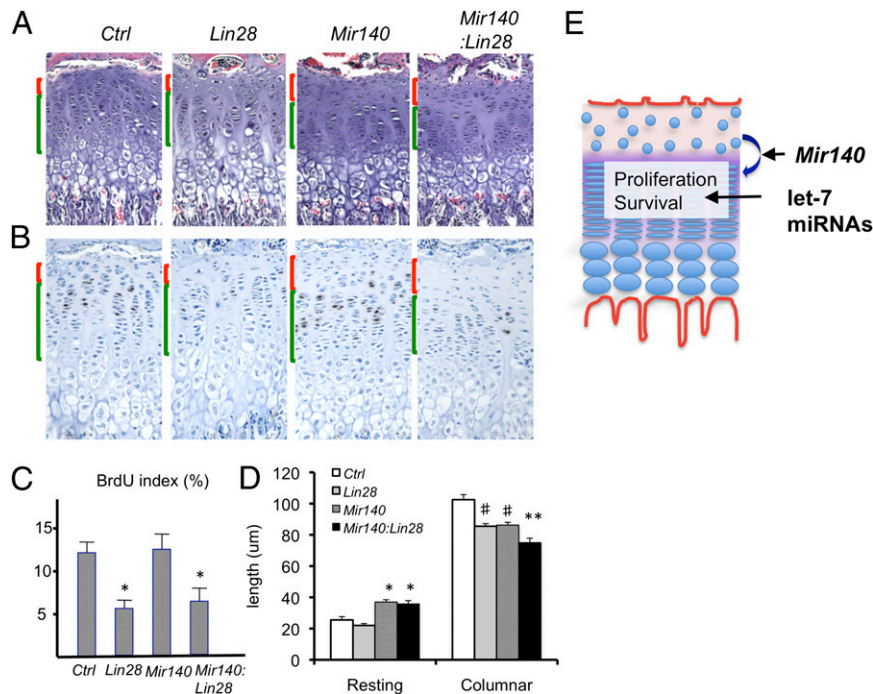 A
Ctrl
Lin28
Mir140
Mir140
:Lin28
B
C
BrdU index (%)
15
10
5
*
*
Ctrl
Lin28
Mir140
Mir140:
Lin28
D
120
100
80
60
40
20
0
length (um)
Ctrl
Lin28
Mir140
Mir140:Lin28
*
*
#
#
**
Resting
Columnar
E
Proliferation
Survival
Mir140
let-7
miRNAs